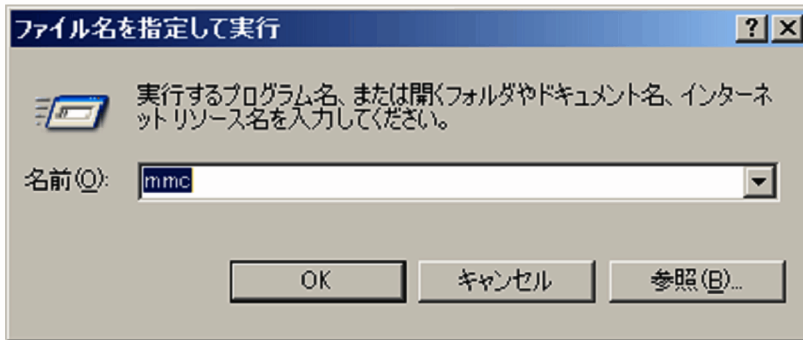 ファイル名を指定して実行
実行するプログラム名、または開くフォルダやドキュメント名、インターネ
ット リソース名を入力してください。
名前(O): mmc
OK キャンセル 参照(B)...